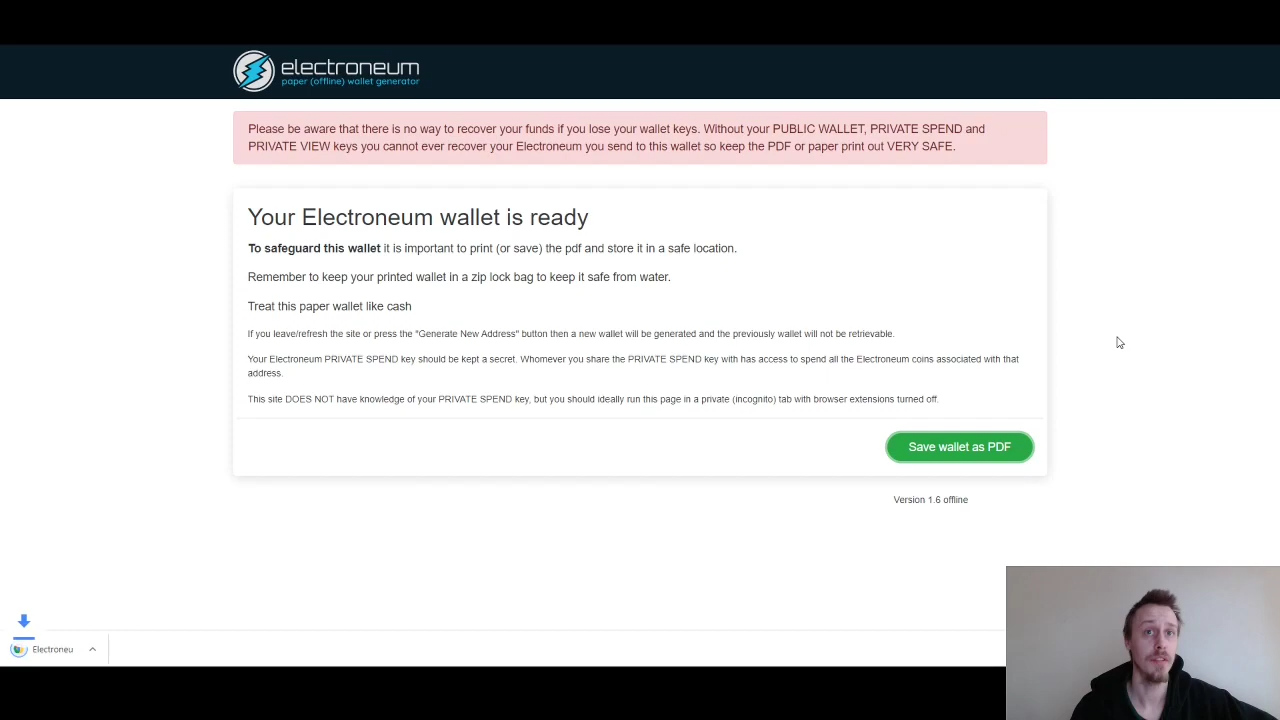 electroneum
paper (offline) wallet generator
Please be aware that there is no way to recover your funds if you lose your wallet keys. Without your PUBLIC WALLET, PRIVATE SPEND and
PRIVATE VIEW keys you cannot ever recover your Electroneum you send to this wallet so keep the PDF or paper print out VERY SAFE.
Your Electroneum wallet is ready
To safeguard this wallet it is important to print (or save) the pdf and store it in a safe location.
Remember to keep your printed wallet in a zip lock bag to keep it safe from water.
Treat this paper wallet like cash
If you leave/refresh the site or press the "Generate New Address" button then a new wallet will be generated and the previously wallet will not be retrievable.
Your Electroneum PRIVATE SPEND key should be kept a secret. Whomever you share the PRIVATE SPEND key with has access to spend all the Electroneum coins associated with that
address.
This site DOES NOT have knowledge of your PRIVATE SPEND key, but you should ideally run this page in a private (incognito) tab with browser extensions turned off.
Save wallet as PDF
Version 1.6 offline
Electroneu